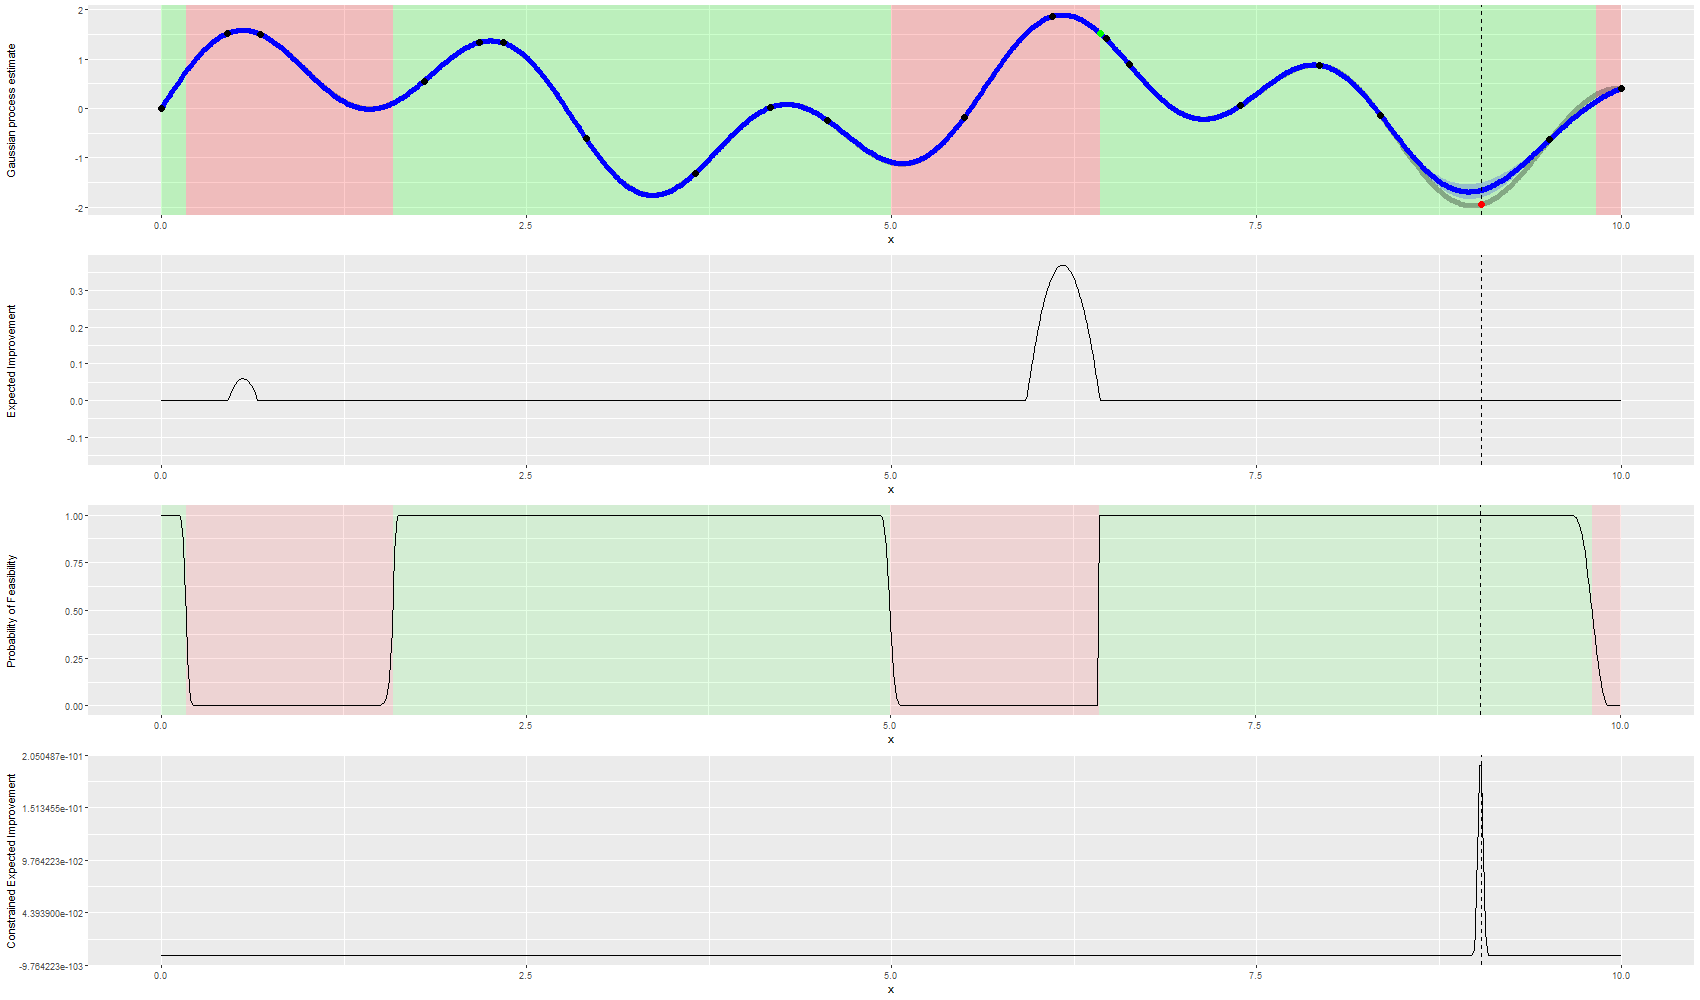 Gaussian process estimate
2
1
0
-1
-2
0.0 2.5 5.0 7.5 10.0
x
Expected Improvement
0.3
0.2
0.1
0.0
-0.1
0.0 2.5 5.0 7.5 10.0
x
Probability of Feasibility
1.00
0.75
0.50
0.25
0.00
0.0 2.5 5.0 7.5 10.0
x
Constrained Expected Improvement
2.050487e-101
1.513455e-101
9.764223e-102
4.393900e-102
-9.764223e-103
0.0 2.5 5.0 7.5 10.0
x